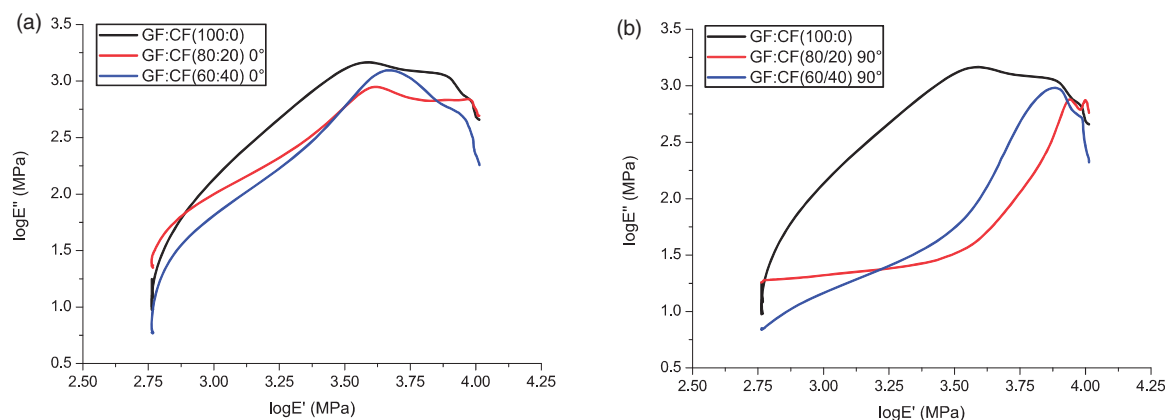 (a)
GF:CF(100:0)
GF:CF(80:20) 0°
GF:CF(60:40) 0°
3.5
3.0
2.5
2.0
1.5
1.0
0.5
logE" (MPa)
2.50
2.75
3.00
3.25
3.50
3.75
4.00
4.25
logE' (MPa)
(b)
GF:CF(100:0)
GF:CF(80/20) 90°
GF:CF(60/40) 90°
3.5
3.0
2.5
2.0
1.5
1.0
0.5
logE" (MPa)
2.50
2.75
3.00
3.25
3.50
3.75
4.00
4.25
logE' (MPa)